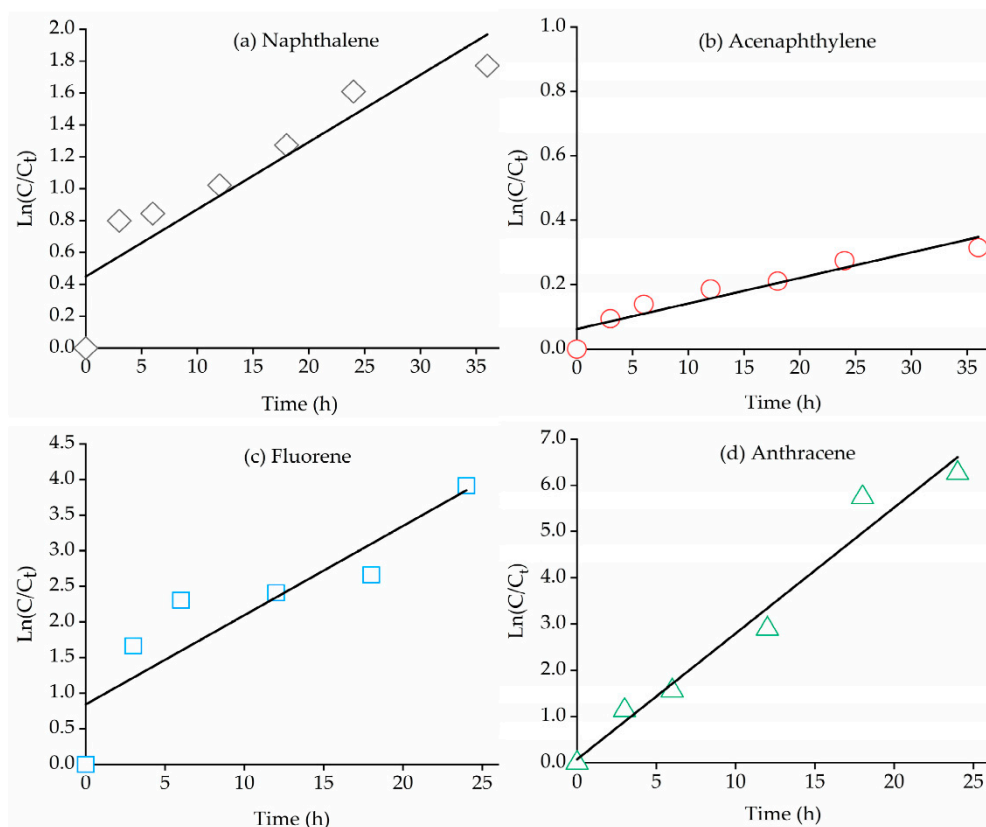 (a) Naphthalene
2.0
1.8
1.6
1.4
1.2
1.0
0.8
0.6
0.4
0.2
0.0
Ln(C/Ct)
0 5 10 15 20 25 30 35
Time (h)
(b) Acenaphthylene
1.0
0.8
0.6
0.4
0.2
0.0
Ln(C/Ct)
0 5 10 15 20 25 30 35
Time (h)
(c) Fluorene
4.5
4.0
3.5
3.0
2.5
2.0
1.5
1.0
0.5
0.0
Ln(C/Ct)
0 5 10 15 20 25
Time (h)
(d) Anthracene
7.0
6.0
5.0
4.0
3.0
2.0
1.0
0.0
Ln(C/Ct)
0 5 10 15 20 25
Time (h)